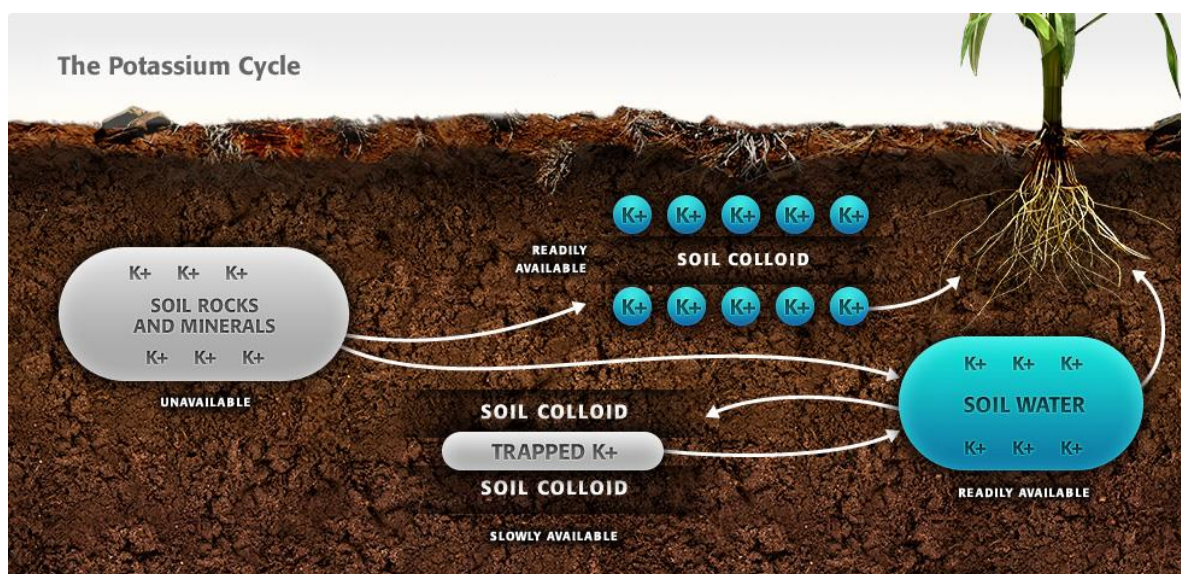 The Potassium Cycle
K+ K+ K+ K+ K+
READILY
AVAILABLE
SOIL COLLOID
K+ K+ K+ K+ K+
K+ K+ K+
SOIL ROCKS
AND MINERALS
K+ K+ K+
UNAVAILABLE
SOIL COLLOID
TRAPPED K+
SOIL COLLOID
SLOWLY AVAILABLE
K+ K+ K+
SOIL WATER
K+ K+ K+
READILY AVAILABLE